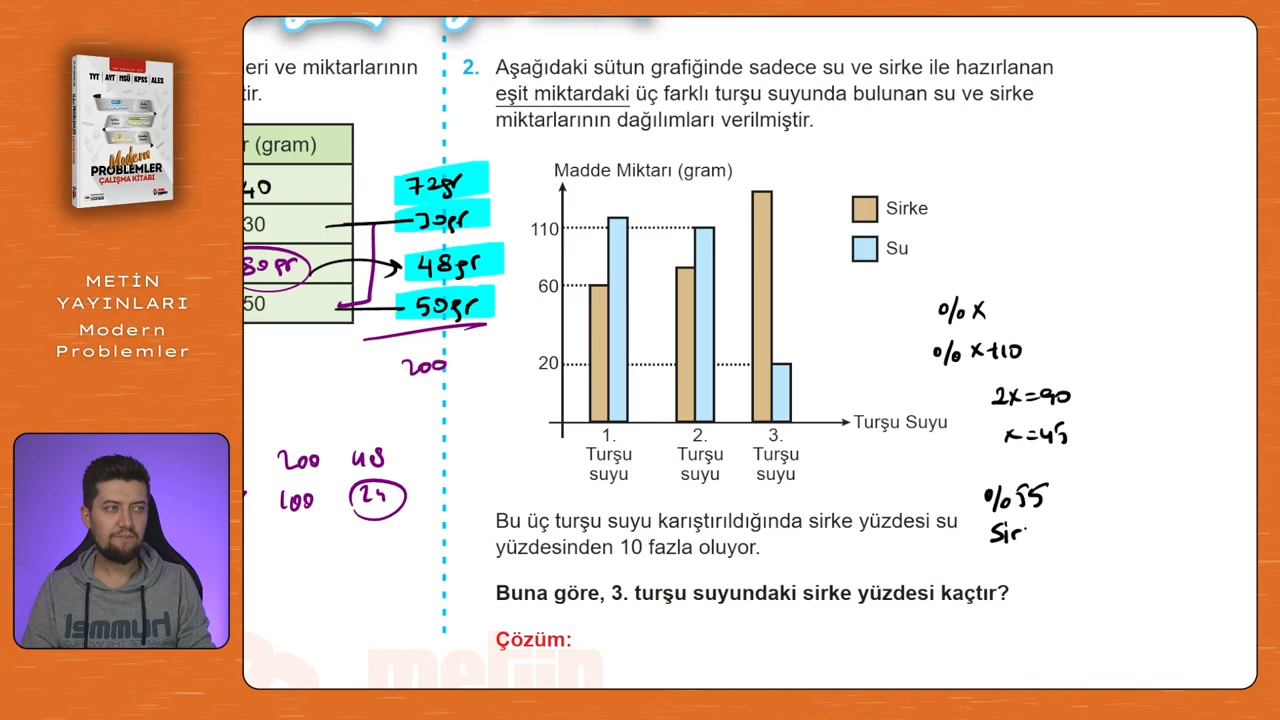 TYT | AYT | MSÜ | KPSS | ALES
Modern
PROBLEMLER
ÇALIŞMA KİTABI
METİN
YAYINLARI
Modern
Problemler
eri ve miktarlarının
ir.
r (gram)
40
30
80gr
50
72gr
30gr
48gr
50gr
200
200 48
100 24
2. Aşağıdaki sütun grafiğinde sadece su ve sirke ile hazırlanan
eşit miktardaki üç farklı turşu suyunda bulunan su ve sirke
miktarlarının dağılımları verilmiştir.
Madde Miktarı (gram)
110
60
20
Sirke
Su
Turşu Suyu
1. Turşu suyu
2. Turşu suyu
3. Turşu suyu
%x
%x+10
2x=90
x=45
%55
Sir
Bu üç turşu suyu karıştırıldığında sirke yüzdesi su
yüzdesinden 10 fazla oluyor.
Buna göre, 3. turşu suyundaki sirke yüzdesi kaçtır?
Çözüm:
metin